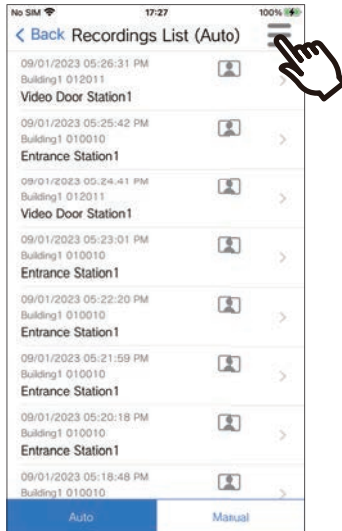 No SIM 17:27 100%
Back Recordings List (Auto)
09/01/2023 05:26:31 PM
Building1 012011
Video Door Station1
09/01/2023 05:25:42 PM
Building1 010010
Entrance Station1
09/01/2023 05:24:41 PM
Building1 012011
Video Door Station1
09/01/2023 05:23:01 PM
Building1 010010
Entrance Station1
09/01/2023 05:22:20 PM
Building1 010010
Entrance Station1
09/01/2023 05:21:59 PM
Building1 010010
Entrance Station1
09/01/2023 05:20:18 PM
Building1 010010
Entrance Station1
09/01/2023 05:18:48 PM
Building1 010010
Auto Manual